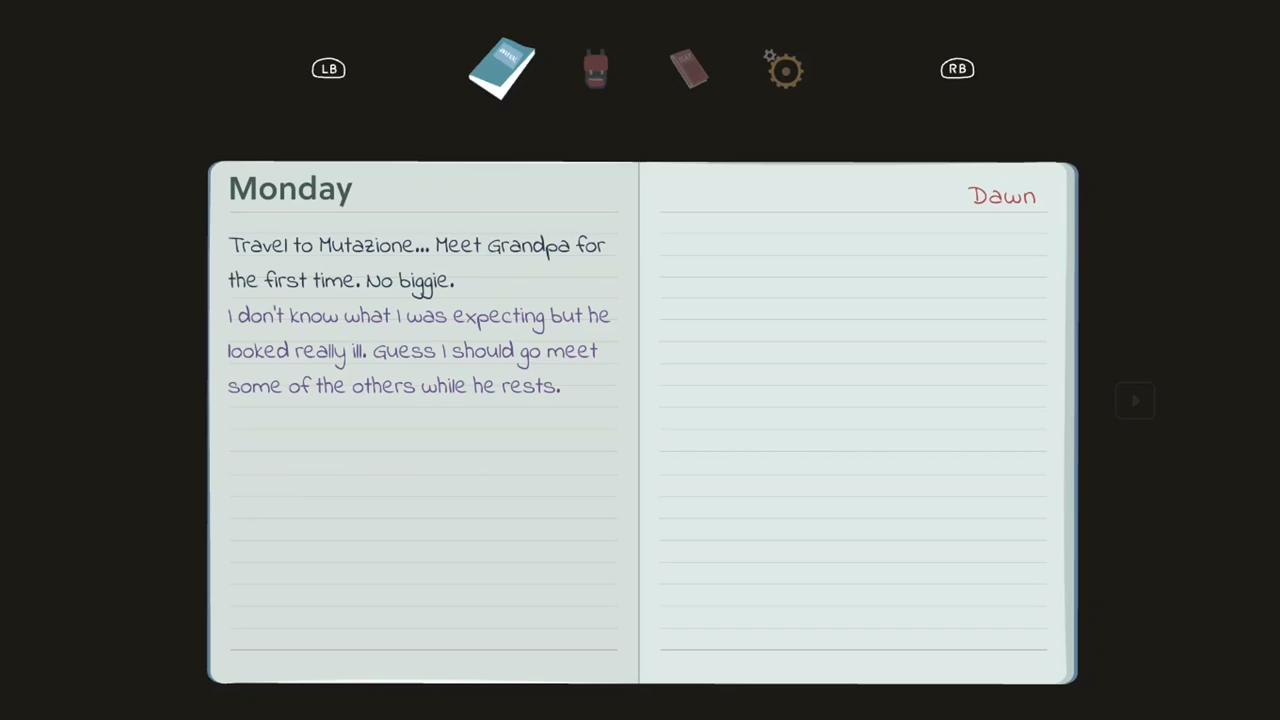 LB
RB
Monday
Dawn
Travel to Mutazione... Meet Grandpa for
the first time. No biggie.
I don't know what I was expecting but he
looked really ill. Guess I should go meet
some of the others while he rests.